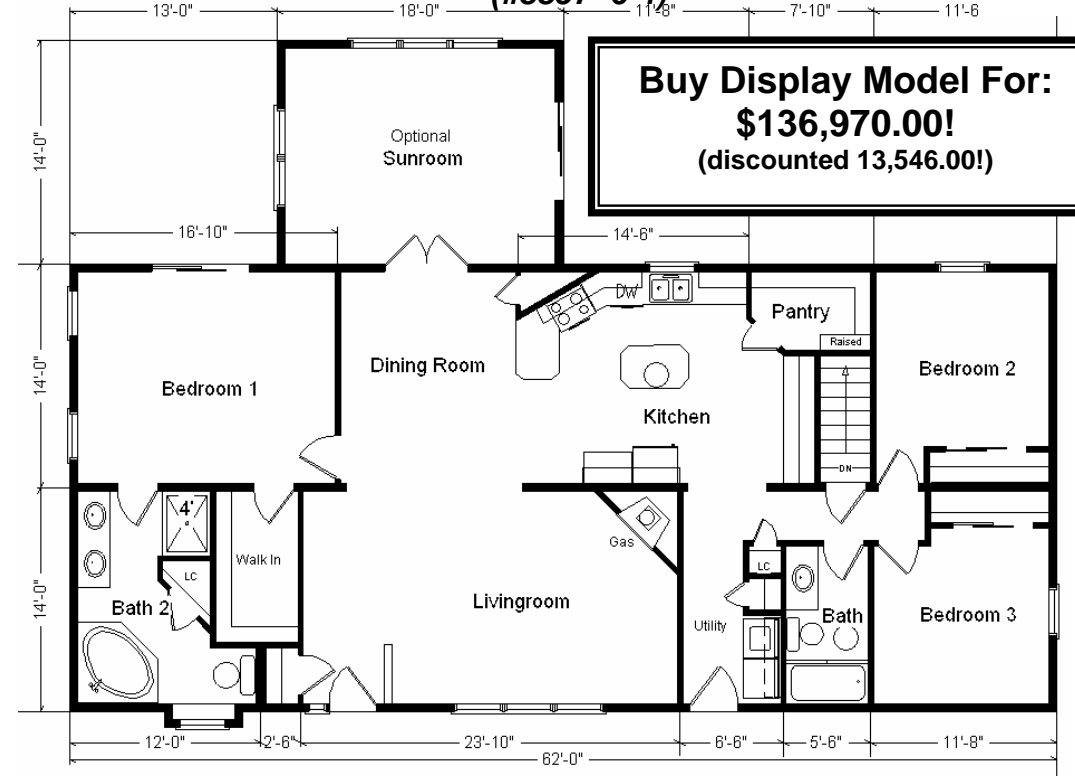 13'-0"
18'-0"
11'8"
7'-10"
11'-6
Buy Display Model For:
$136,970.00!
(discounted 13,546.00!)
14'-0"
Optional
Sunroom
16'-10"
14'-6"
DW
Pantry
Raised
14'-0"
Dining Room
Bedroom 2
Bedroom 1
Kitchen
DN
4'
Gas
Walk In
LC
LC
14'-0"
Bath 2
Livingroom
Utility
Bath
Bedroom 3
12'-0"
2'-6"
23'-10"
6'-6"
5'-6"
11'-8"
62'-0"